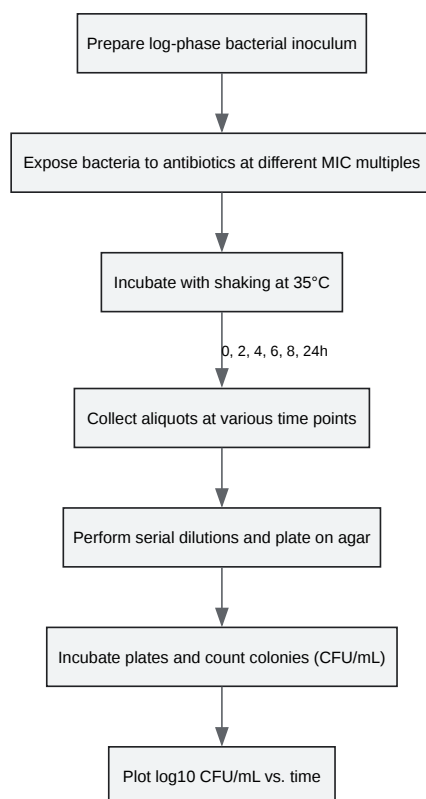 Prepare log-phase bacterial inoculum
Expose bacteria to antibiotics at different MIC multiples
Incubate with shaking at 35°C
0, 2, 4, 6, 8, 24h
Collect aliquots at various time points
Perform serial dilutions and plate on agar
Incubate plates and count colonies (CFU/mL)
Plot log10 CFU/mL vs. time